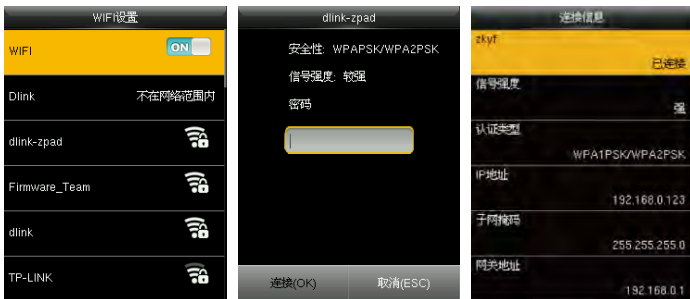 WIFI设置
WIFI
ON
Dlink
不在网络范围内
dlink-zpad
Firmware_Team
dlink
TP-LINK
dlink-zpad
安全性: WPAPSK/WPA2PSK
信号强度: 较强
密码
连接(OK)
取消(ESC)
连接信息
zkyf
已连接
信号强度
强
认证类型
WPA1PSK/WPA2PSK
IP地址
192.168.0.123
子网掩码
255.255.255.0
网关地址
192.168.0.1